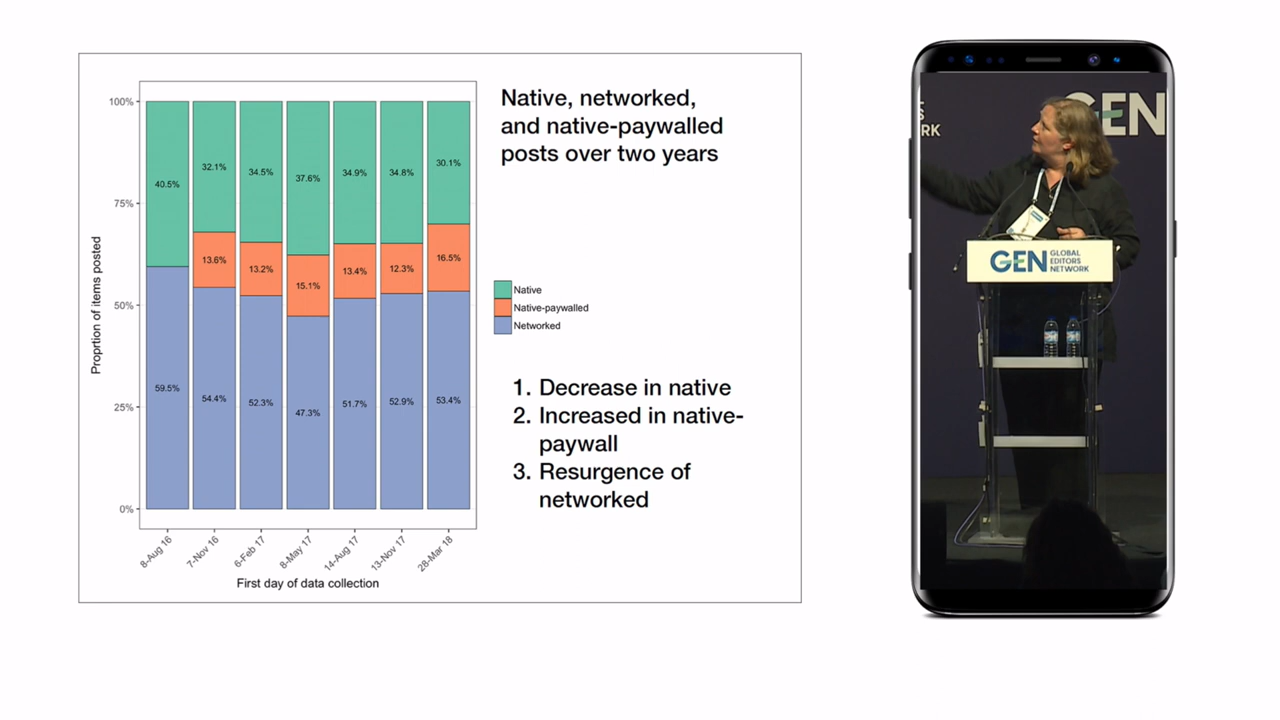 Native, networked,
and native-paywalled
posts over two years
Proprtion of items posted
100%
75%
50%
25%
0%
40.5%
32.1%
34.5%
37.6%
34.9%
34.8%
30.1%
13.6%
13.2%
15.1%
13.4%
12.3%
16.5%
59.5%
54.4%
52.3%
47.3%
51.7%
52.9%
53.4%
8-Aug 16
7-Nov 16
6-Feb 17
8-May 17
14-Aug 17
13-Nov 17
28-Mar 18
First day of data collection
Native
Native-paywalled
Networked
1. Decrease in native
2. Increased in native-
paywall
3. Resurgence of
networked
GEN
RK
GEN GLOBAL
EDITORS
NETWORK